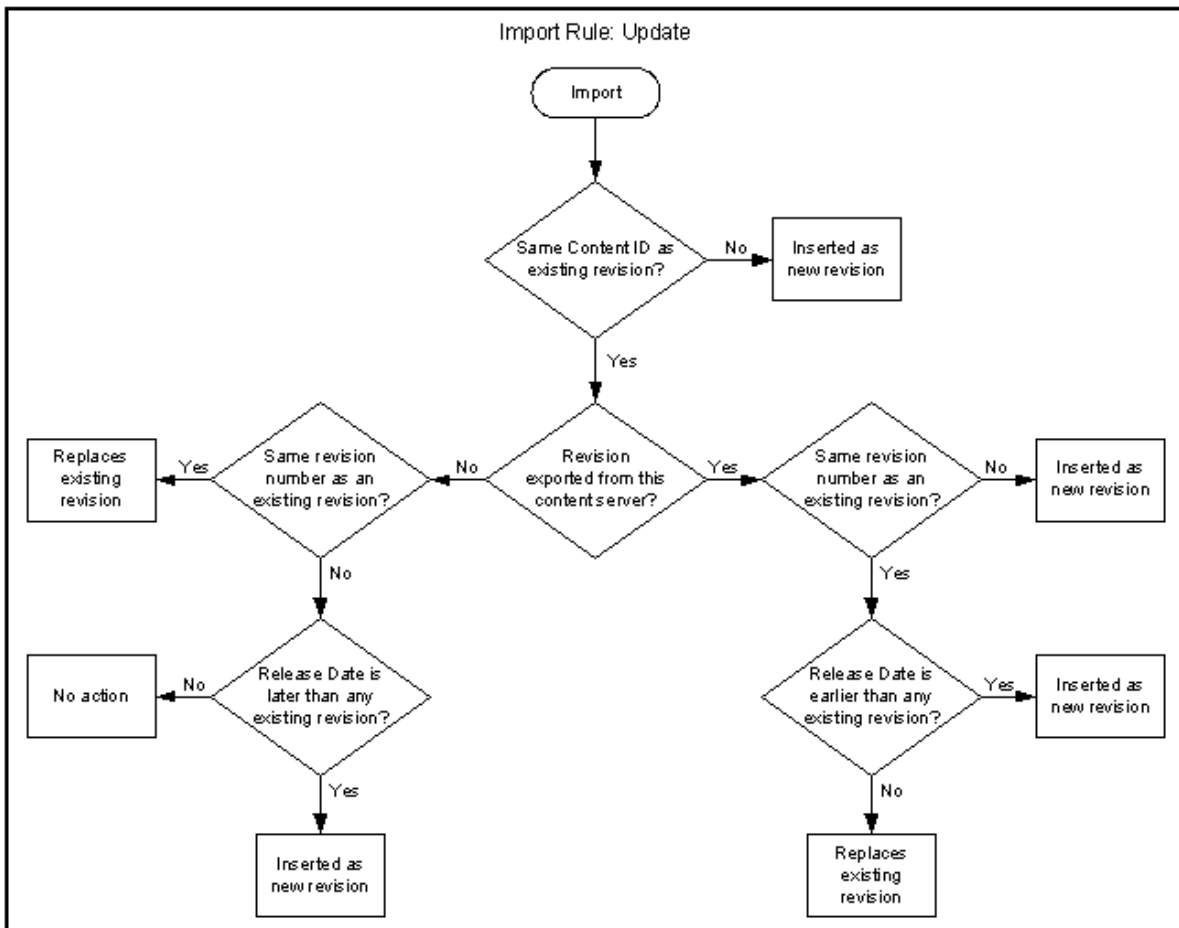 Import Rule: Update
Import
Same Content ID as
existing revision?
No
Inserted as
new revision
Yes
Replaces
existing
revision
Yes
Same revision
number as an
existing revision?
No
Revision
exported from this
content server?
Yes
Same revision
number as an
existing revision?
No
Inserted as
new revision
No
Yes
No action
No
Release Date is
later than any
existing revision?
Release Date is
earlier than any
existing revision?
Yes
Inserted as
new revision
Yes
No
Inserted as
new revision
Replaces
existing
revision